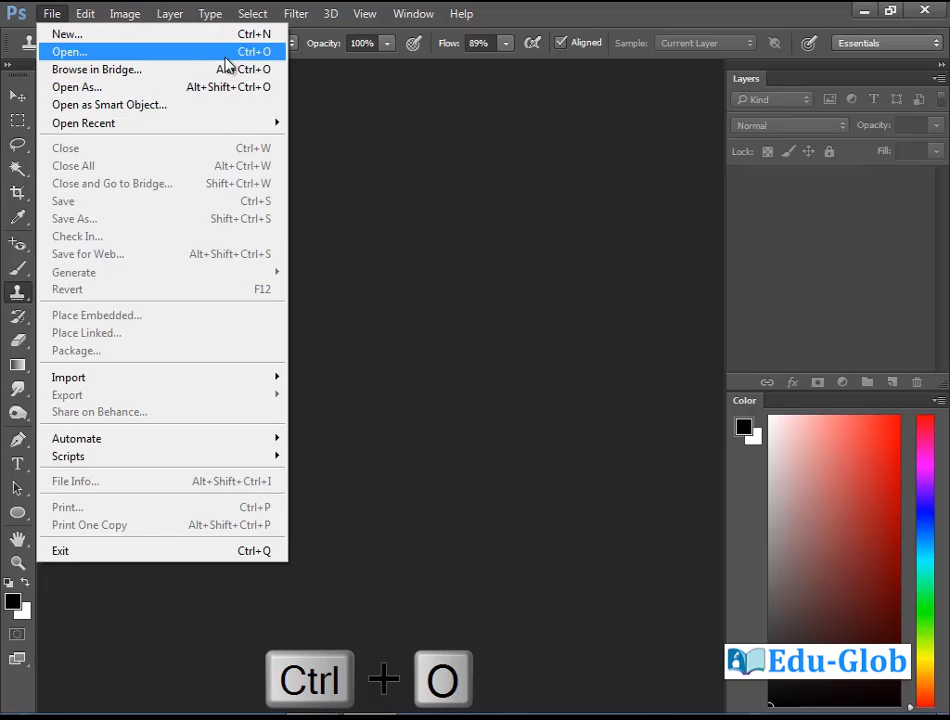 Ps File Edit Image Layer Type Select Filter 3D View Window Help
Opacity: 100% Flow: 89% Aligned Sample: Current Layer Essentials
New... Ctrl+N
Open... Ctrl+O
Browse in Bridge... Ctrl+O
Open As... Alt+Shift+Ctrl+O
Open as Smart Object...
Open Recent
Close Ctrl+W
Close All Alt+Ctrl+W
Close and Go to Bridge... Shift+Ctrl+W
Save Ctrl+S
Save As... Shift+Ctrl+S
Check In...
Save for Web... Alt+Shift+Ctrl+S
Generate
Revert F12
Place Embedded...
Place Linked...
Package...
Import
Export
Share on Behance...
Automate
Scripts
File Info... Alt+Shift+Ctrl+I
Print... Ctrl+P
Print One Copy Alt+Shift+Ctrl+P
Exit Ctrl+Q
Layers
Kind
Normal Opacity:
Lock: Fill:
Color
Edu-Glob
Ctrl + O